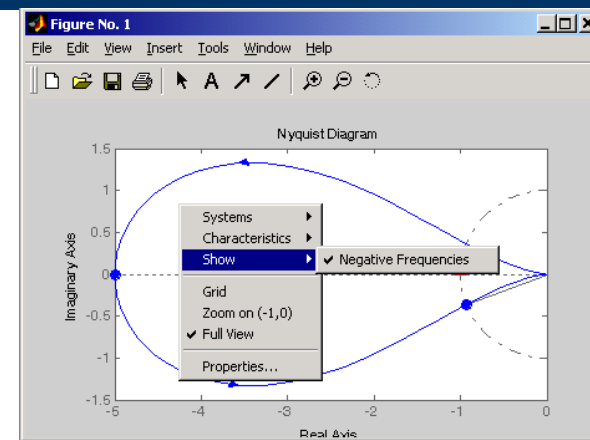 Figure No. 1
File Edit View Insert Tools Window Help
A
Nyquist Diagram
1.5
1
0.5
0
-0.5
-1
-1.5
Imaginary Axis
Systems
Characteristics
Show
Negative Frequencies
Grid
Zoom on (-1,0)
Full View
Properties...
-5 -4 -3 -2 -1 0
Real Axis